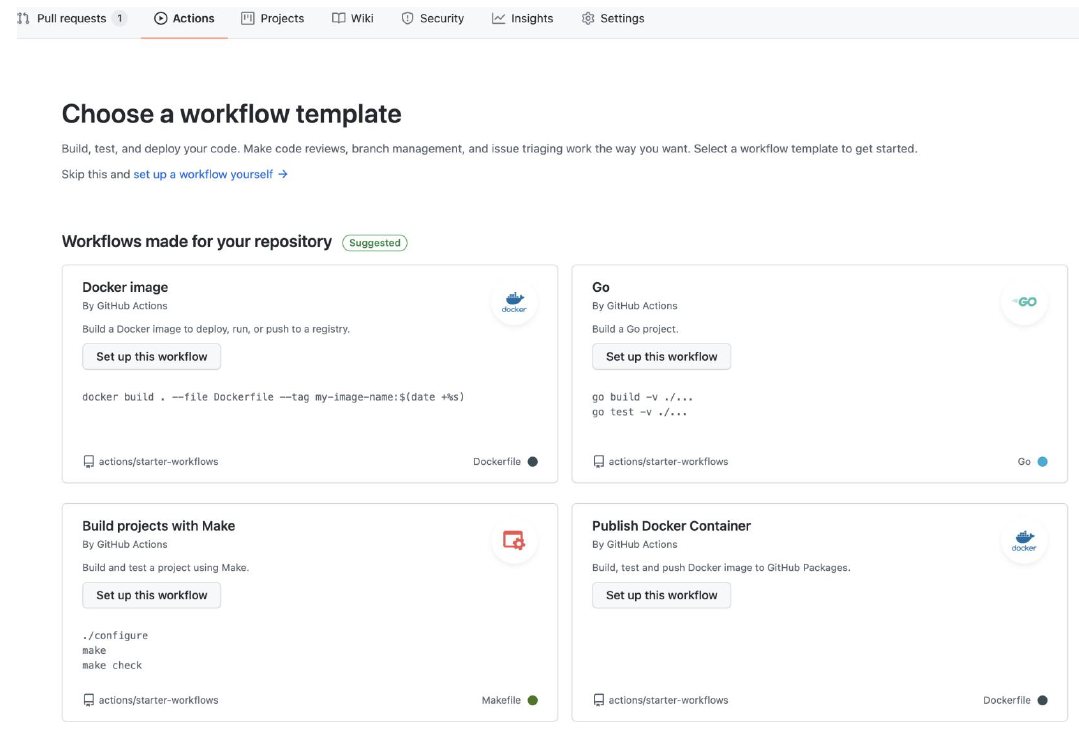 Pull requests 1 Actions Projects Wiki Security Insights Settings
Choose a workflow template
Build, test, and deploy your code. Make code reviews, branch management, and issue triaging work the way you want. Select a workflow template to get started.
Skip this and set up a workflow yourself →
Workflows made for your repository Suggested
Docker image
By GitHub Actions
docker
Build a Docker image to deploy, run, or push to a registry.
Set up this workflow
docker build . --file Dockerfile --tag my-image-name:$(date +%s)
actions/starter-workflows Dockerfile
Go
By GitHub Actions
GO
Build a Go project.
Set up this workflow
go build -v ./...
go test -v ./...
actions/starter-workflows Go
Build projects with Make
By GitHub Actions
Build and test a project using Make.
Set up this workflow
./configure
make
make check
actions/starter-workflows Makefile
Publish Docker Container
By GitHub Actions
docker
Build, test and push Docker image to GitHub Packages.
Set up this workflow
actions/starter-workflows Dockerfile